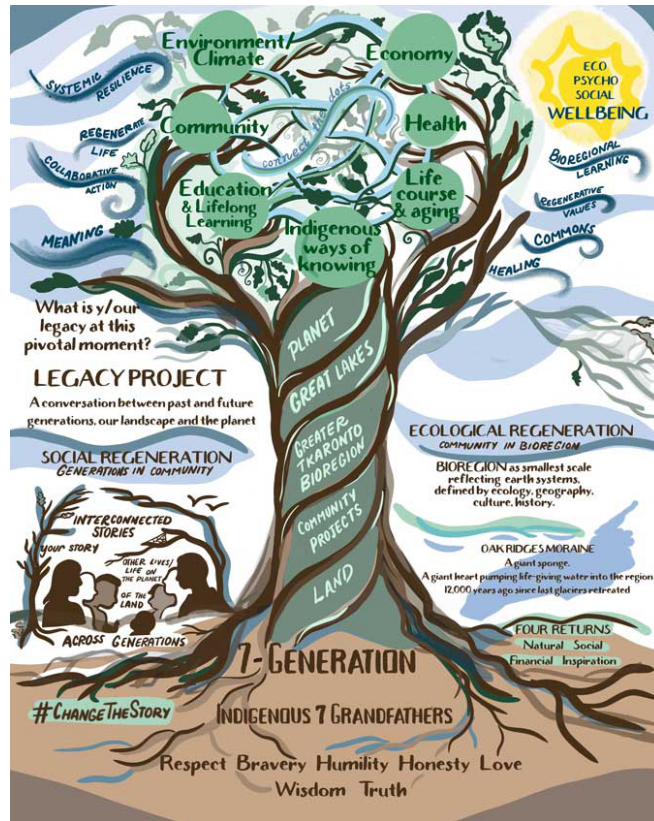 Environment/
Climate
Economy
Community
connect the dots
Health
Education
& Lifelong
Learning
Life
course
& aging
Indigenous
ways of
knowing
ECO
PSYCHO
SOCIAL
WELLBEING
SYSTEMIC
RESILIENCE
REGENERATE
LIFE
COLLABORATIVE
ACTION
MEANING
BIOREGIONAL
LEARNING
REGENERATIVE
VALUES
COMMONS
HEALING
What is y/our
legacy at this
pivotal moment?
LEGACY PROJECT
A conversation between past and future
generations, our landscape and the planet
SOCIAL REGENERATION
GENERATIONS IN COMMUNITY
INTERCONNECTED
STORIES
YOUR STORY
OTHER LIVES/
LIFE ON
THE PLANET
OF THE
LAND
ACROSS GENERATIONS
#CHANGETHESTORY
PLANET
GREAT LAKES
GREATER
TKARONTO
BIOREGION
COMMUNITY
PROJECTS
LAND
ECOLOGICAL REGENERATION
COMMUNITY IN BIOREGION
BIOREGION as smallest scale
reflecting earth systems,
defined by ecology, geography,
culture, history.
OAK RIDGES MORAINE
A giant sponge.
A giant heart pumping life-giving water into the region
12,000 years ago since last glaciers retreated
FOUR RETURNS
Natural Social
Financial Inspiration
7-GENERATION
INDIGENOUS 7 GRANDFATHERS
Respect Bravery Humility Honesty Love
Wisdom Truth